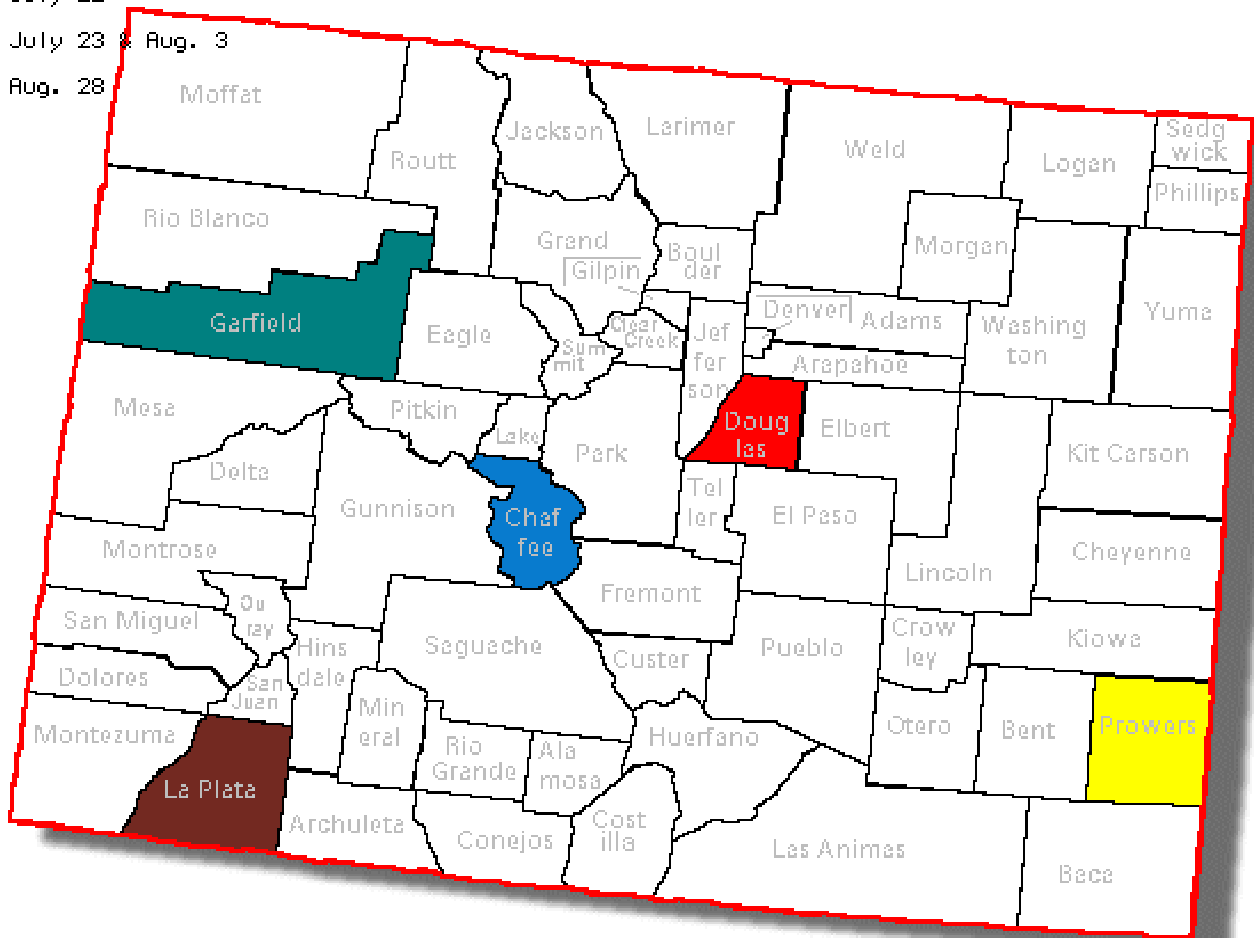 July 23 & Aug. 3
Aug. 28
Moffat
Routt
Jackson
Larimer
Weld
Logan
Sedg
wick
Phillips
Rio Blanco
Grand
Gilpin
Boul
der
Morgan
Garfield
Eagle
Sum
mit
Clear
Creek
Jef
fer
son
Denver
Adams
Arapahoe
Washing
ton
Yuma
Mesa
Pitkin
Lake
Park
Doug
las
Elbert
Kit Carson
Delta
Gunnison
Chaf
fee
Tel
ler
El Paso
Cheyenne
Montrose
Lincoln
San Miguel
Ou
ray
Hins
dale
Saguache
Fremont
Custer
Pueblo
Crow
ley
Kiowa
Dolores
San
Juan
Min
eral
Rio
Grande
Ala
mosa
Huerfano
Otero
Bent
Prowers
Montezuma
La Plata
Archuleta
Conejos
Cost
illa
Las Animas
Baca